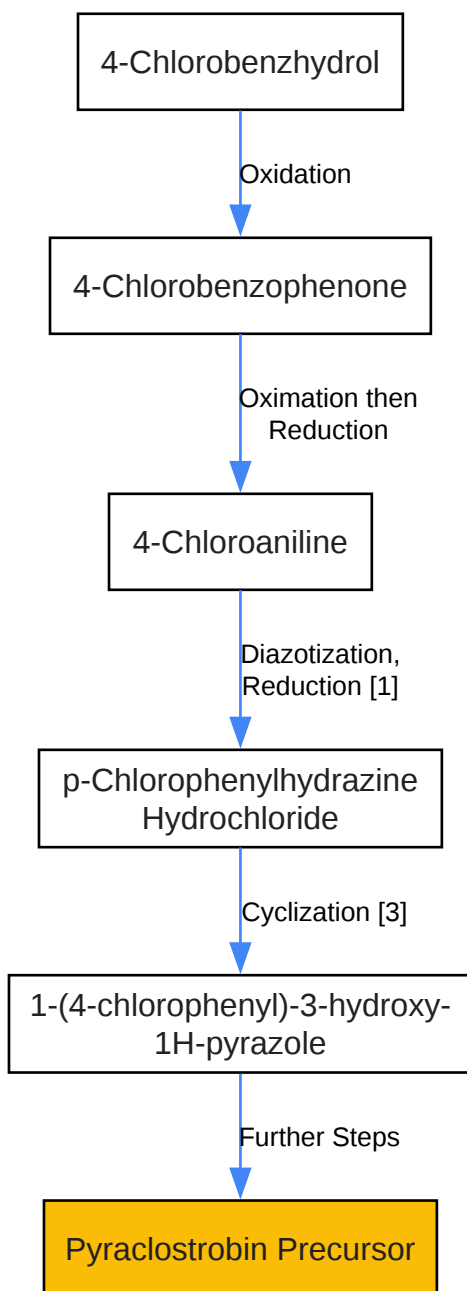 4-Chlorobenzhydrol
Oxidation
4-Chlorobenzophenone
Oximation then
Reduction
4-Chloroaniline
Diazotization,
Reduction [1]
p-Chlorophenylhydrazine
Hydrochloride
Cyclization [3]
1-(4-chlorophenyl)-3-hydroxy-
1H-pyrazole
Further Steps
Pyraclostrobin Precursor